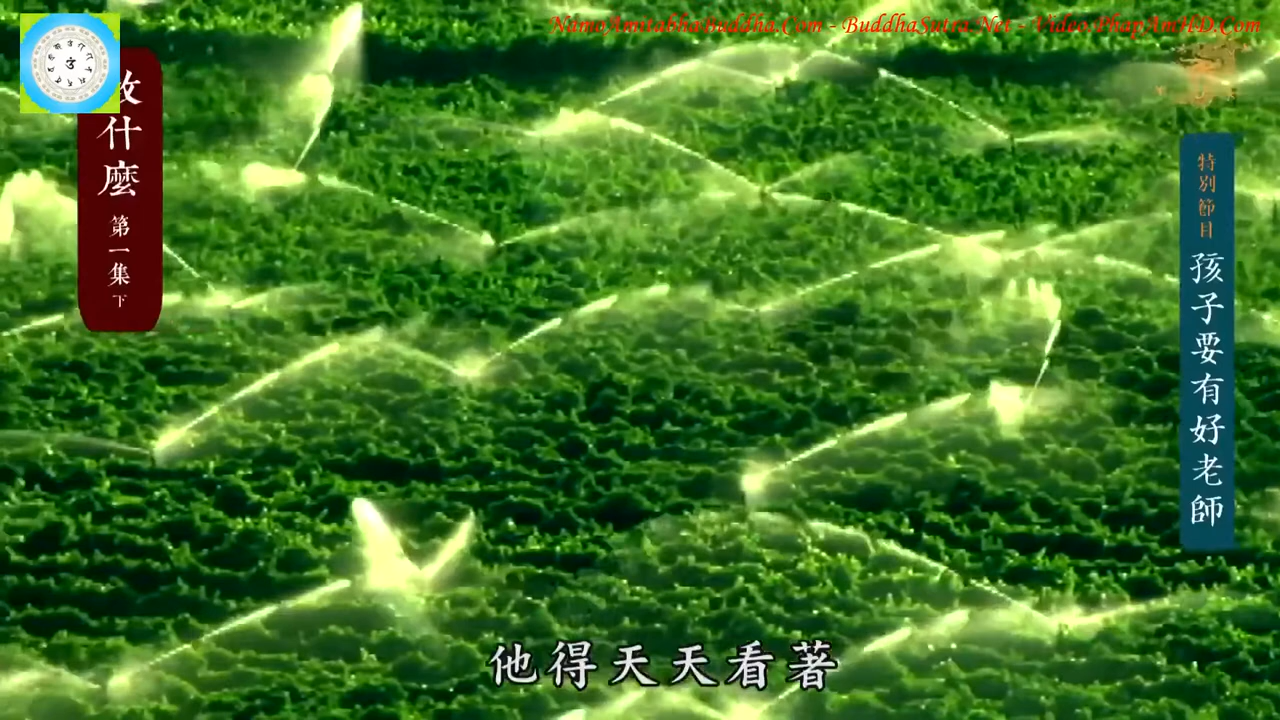 NamoAmitabhaBuddha.Com - BuddhaSutra.Net - Video.PhapAmHD.Com
什麼
第一集下
特別節目
孩子要有好老師
他得天天看著